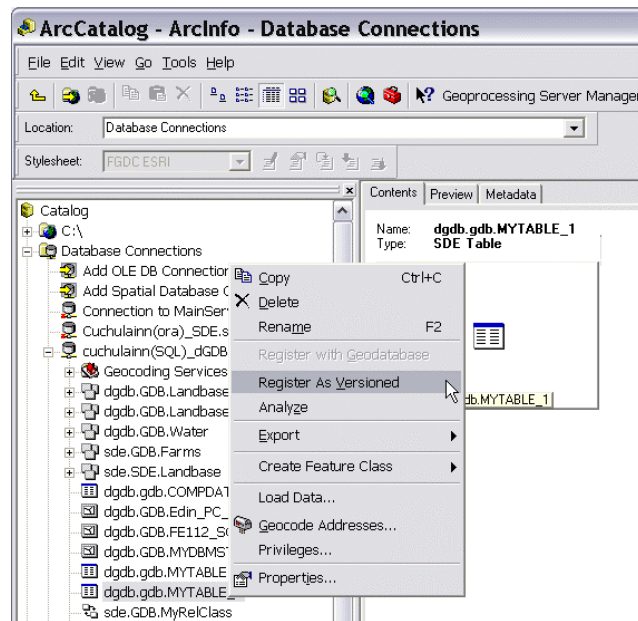 ArcCatalog - ArcInfo - Database Connections
File Edit View Go Tools Help
Geoprocessing Server Manager
Location: Database Connections
Stylesheet: FGDC ESRI
Catalog
C:\
Database Connections
Add OLE DB Connection
Add Spatial Database C
Connection to MainSer
Cuchulainn(ora)_SDE.s
cuchulainn(SQL)_dGDB
Geocoding Services
dgdb.GDB.Landbase
dgdb.GDB.Landbase
dgdb.GDB.Water
sde.GDB.Farms
sde.SDE.Landbase
dgdb.gdb.COMPDAT
dgdb.GDB.Edin_PC_
dgdb.GDB.FE112_S
dgdb.GDB.MYDBMS
dgdb.gdb.MYTABLE
dgdb.gdb.MYTABLE_
sde.GDB.MyRelClass
Copy Ctrl+C
Delete
Rename F2
Register with Geodatabase
Register As Versioned
Analyze
Export
Create Feature Class
Load Data...
Geocode Addresses...
Privileges...
Properties...
Contents Preview Metadata
Name: dgdb.gdb.MYTABLE_1
Type: SDE Table
db.MYTABLE_1